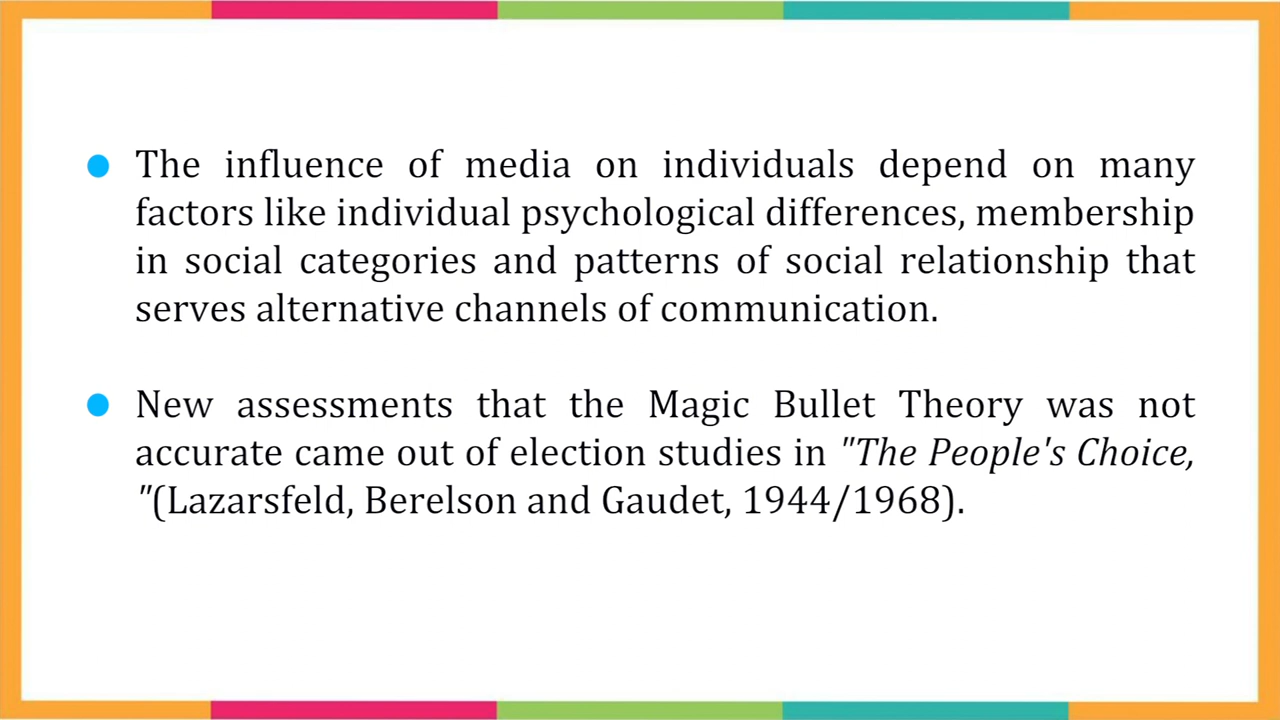 The influence of media on individuals depend on many
factors like individual psychological differences, membership
in social categories and patterns of social relationship that
serves alternative channels of communication.
New assessments that the Magic Bullet Theory was not
accurate came out of election studies in "The People's Choice,
"(Lazarsfeld, Berelson and Gaudet, 1944/1968).